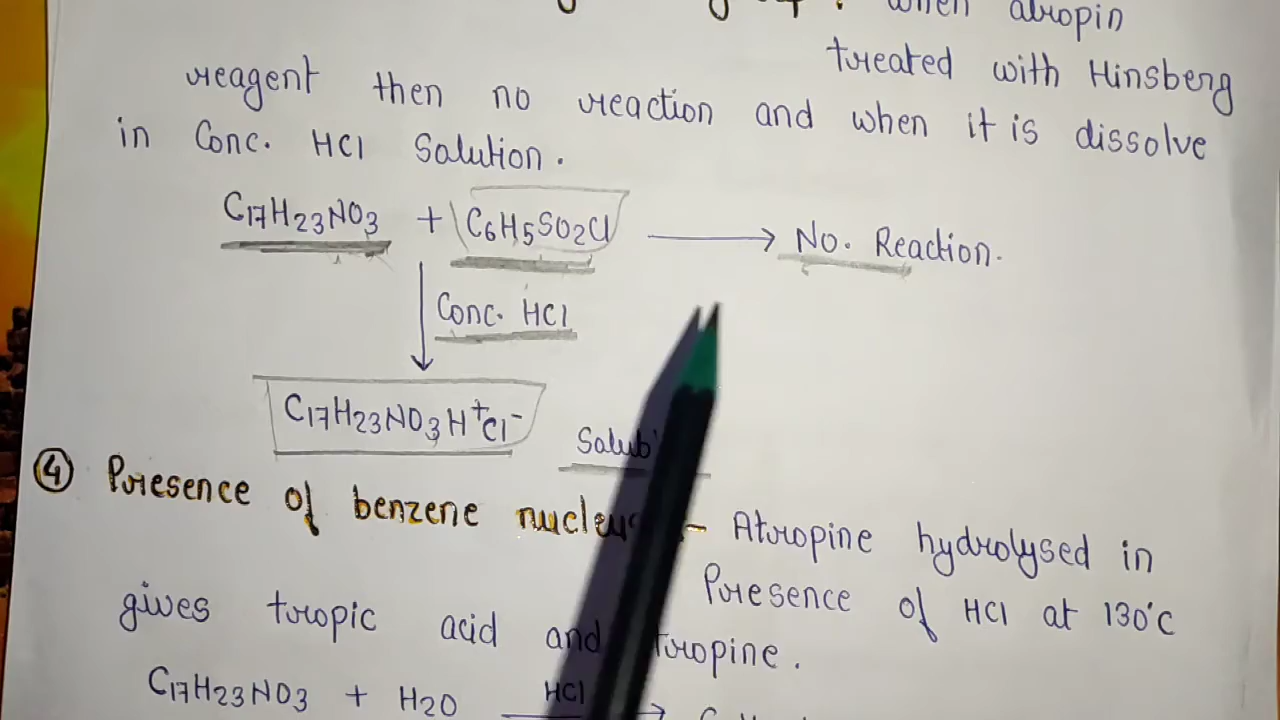 when atropin
treated with Hinsberg
reagent then no reaction and when it is dissolve
in Conc. HCl Solution.
C17H23NO3 + C6H5SO2Cl → No. Reaction.
Conc. HCl
C17H23NO3H+Cl-
④ Presence of benzene - Atropine hydrolysed in
Presence of HCl at 130°C
gives tropic acid and tropine.
C17H23NO3 + H2O HCl →